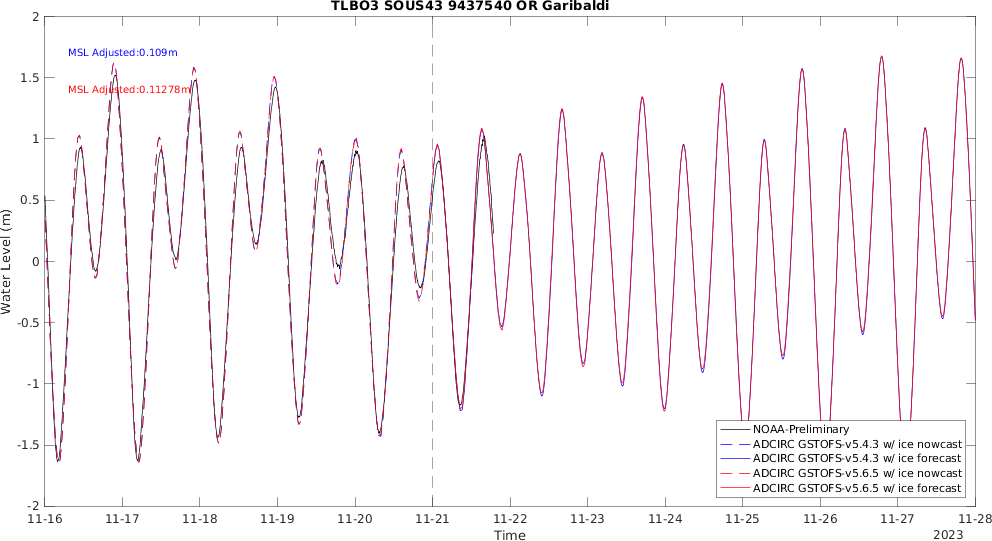 TLBO3 SOUS43 9437540 OR Garibaldi
MSL Adjusted:0.109m
MSL Adjusted:0.11278m
Water Level (m)
2
1.5
1
0.5
0
-0.5
-1
-1.5
-2
NOAA-Preliminary
ADCIRC GSTOFS-v5.4.3 w/ ice nowcast
ADCIRC GSTOFS-v5.4.3 w/ ice forecast
ADCIRC GSTOFS-v5.6.5 w/ ice nowcast
ADCIRC GSTOFS-v5.6.5 w/ ice forecast
11-16 11-17 11-18 11-19 11-20 11-21 11-22 11-23 11-24 11-25 11-26 11-27 11-28
Time
2023